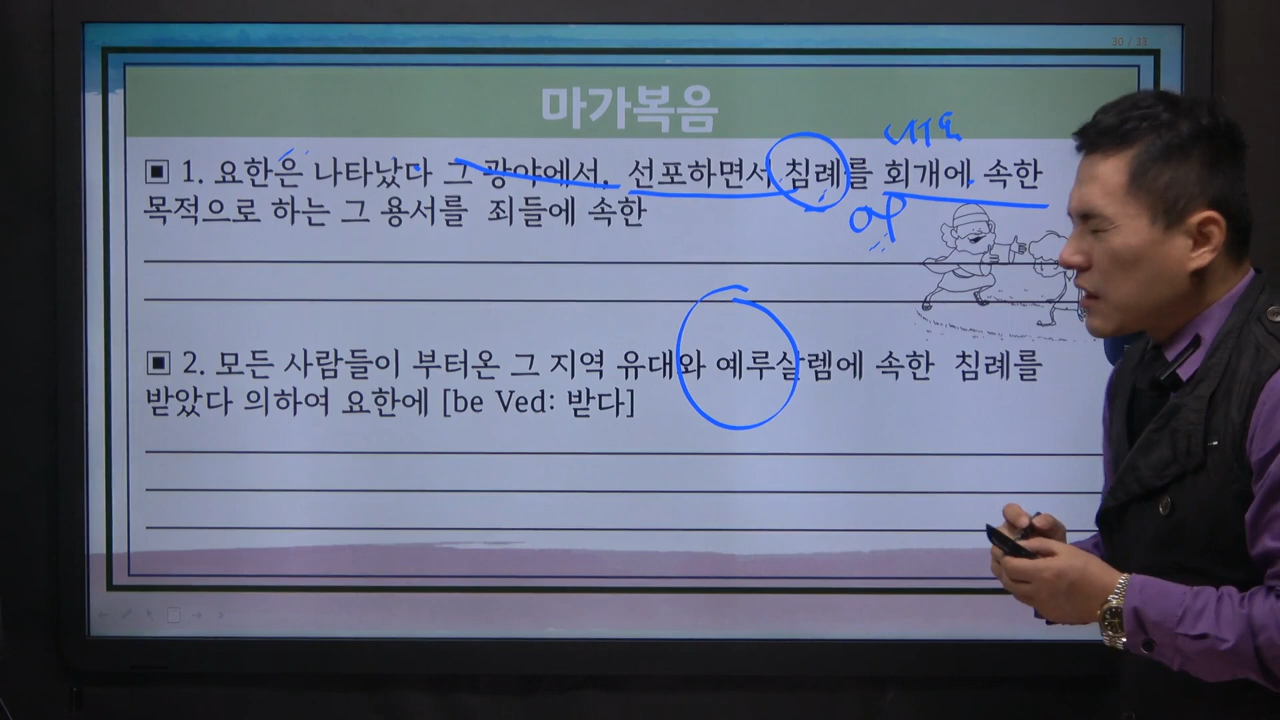 30 / 33
마가복음
내용
▣ 1. 요한은 나타났다 그 광야에서, 선포하면서 침례를 회개에 속한
목적으로 하는 그 용서를 죄들에 속한
▣ 2. 모든 사람들이 부터온 그 지역 유대와 예루살렘에 속한 침례를
받았다 의하여 요한에 [be Ved: 받다]